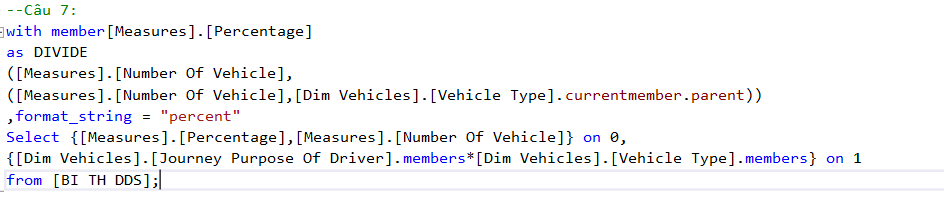 --Câu 7:
with member[Measures].[Percentage]
as DIVIDE
([Measures].[Number Of Vehicle],
([Measures].[Number Of Vehicle],[Dim Vehicles].[Vehicle Type].currentmember.parent))
,format_string = "percent"
Select {[Measures].[Percentage],[Measures].[Number Of Vehicle]} on 0,
{[Dim Vehicles].[Journey Purpose Of Driver].members*[Dim Vehicles].[Vehicle Type].members} on 1
from [BI TH DDS];